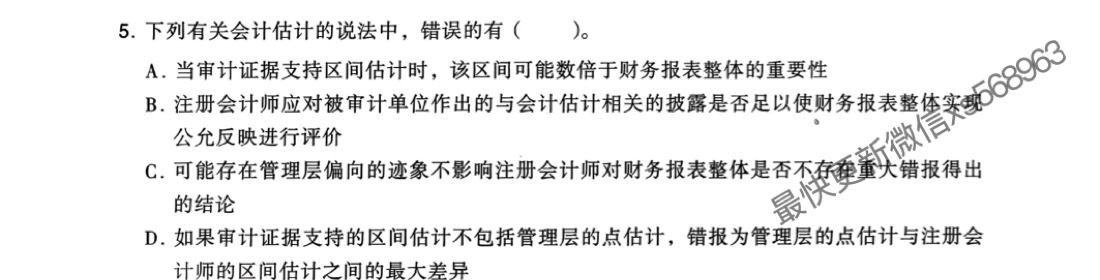 5. 下列有关会计估计的说法中，错误的有（　　）。
A. 当审计证据支持区间估计时，该区间可能数倍于财务报表整体的重要性
B. 注册会计师应对被审计单位作出的与会计估计相关的披露是否足以使财务报表整体实现
公允反映进行评价
C. 可能存在管理层偏向的迹象不影响注册会计师对财务报表整体是否不存在重大错报得出
的结论
D. 如果审计证据支持的区间估计不包括管理层的点估计，错报为管理层的点估计与注册会
计师的区间估计之间的最大差异
最快更新微信xs568963